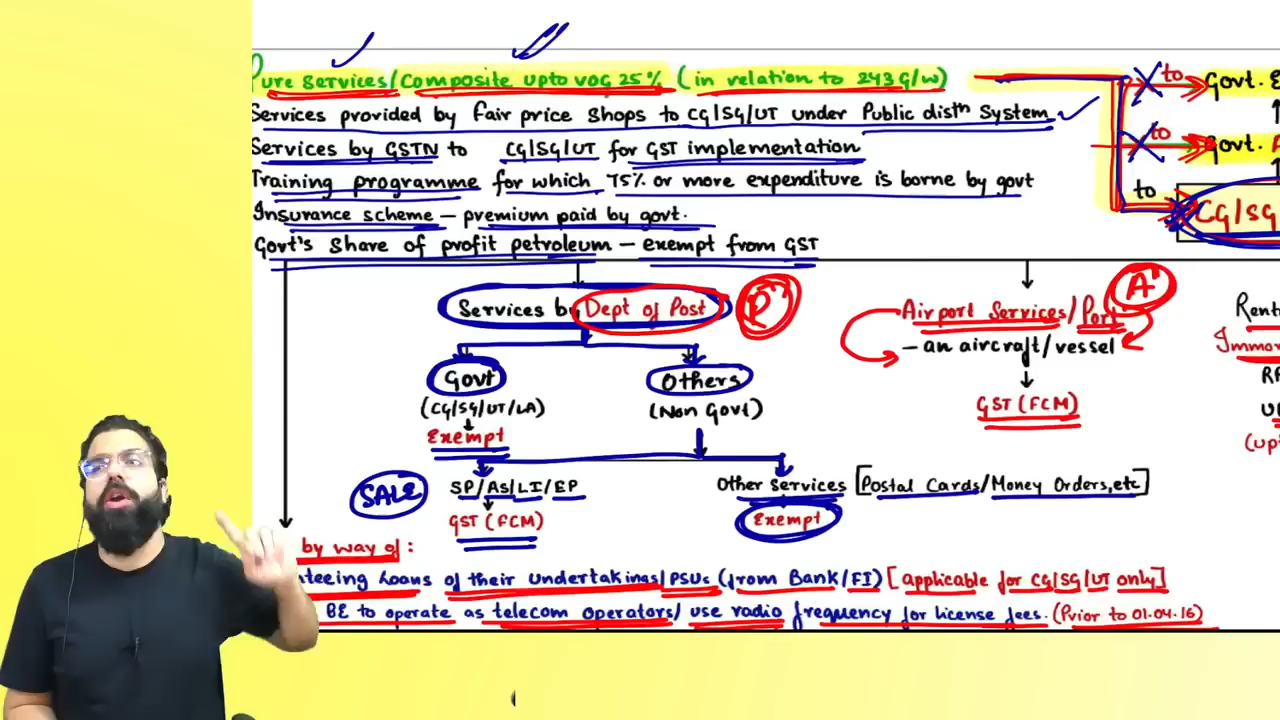 Pure Services/Composite upto VOG 25% (in relation to 243G/W)
Services provided by fair price shops to CG/SG/UT under Public distn System
Services by GSTN to CG/SG/UT for GST implementation
Training programme for which 75% or more expenditure is borne by govt
Insurance scheme – premium paid by govt.
Govt's share of profit petroleum – exempt from GST
to Govt.
to Govt.
to CG/SG
Services by Dept of Post
P
Airport Services/Port
A
– an aircraft/vessel
GST (FCM)
Govt
(CG/SG/UT/LA)
Exempt
Others
(Non Govt)
SALE
SP/AS/LI/EP
GST (FCM)
Other Services [Postal Cards/Money Orders,etc]
Exempt
by way of:
Loans of their undertakings/PSUs (from Bank/FI) [applicable for CG/SG/UT only]
BE to operate as telecom operators/ use radio frequency for license fees. (Prior to 01.04.16)